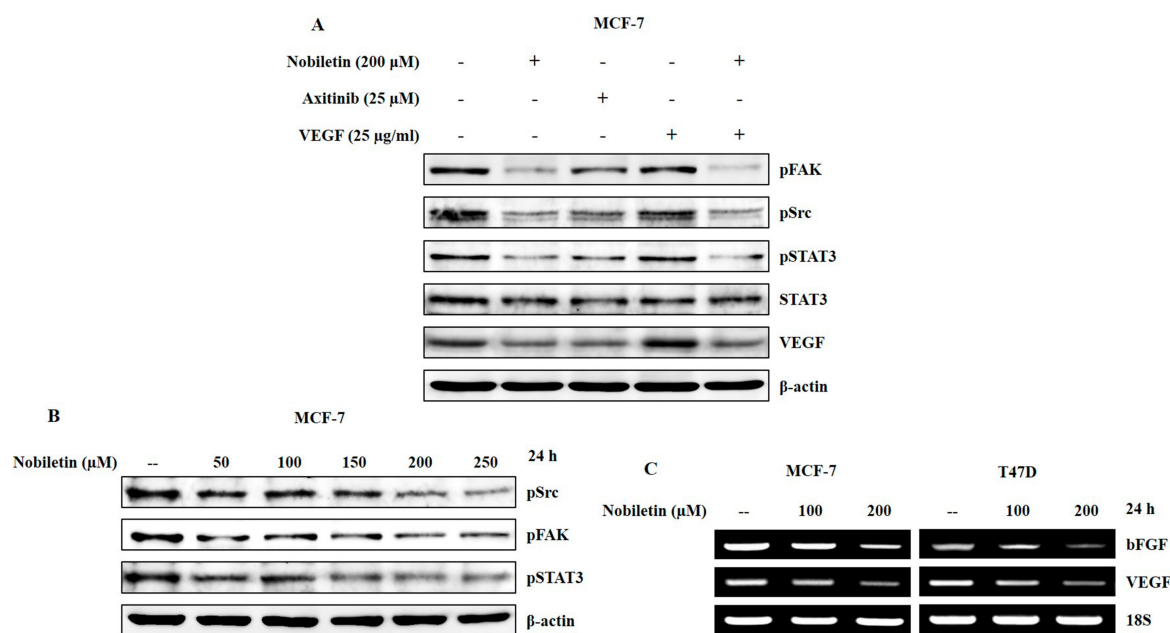 A
MCF-7
Nobiletin (200 μM) - + - - +
Axitinib (25 μM) - - + - -
VEGF (25 μg/ml) - - - + +
pFAK
pSrc
pSTAT3
STAT3
VEGF
β-actin
B
MCF-7
Nobiletin (μM) -- 50 100 150 200 250 24 h
pSrc
pFAK
pSTAT3
β-actin
C
MCF-7 T47D
Nobiletin (μM) -- 100 200 -- 100 200 24 h
bFGF
VEGF
18S